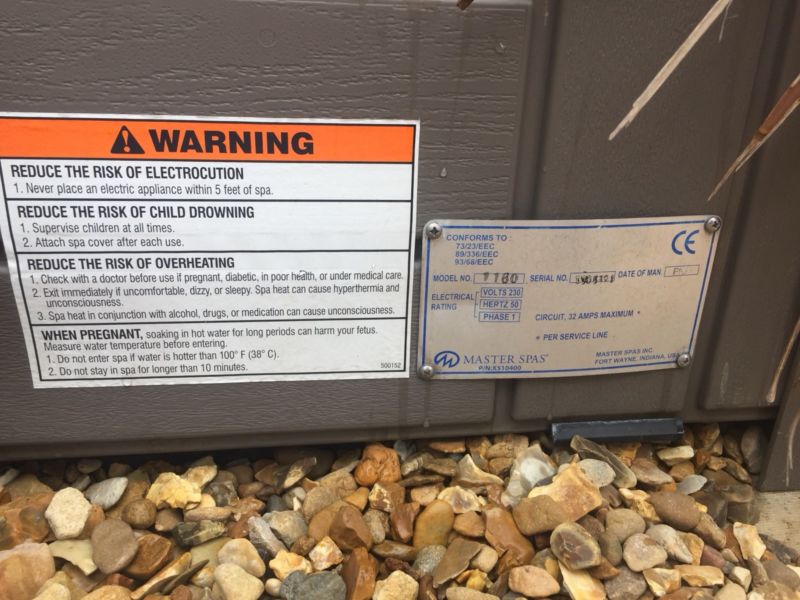 WARNING
REDUCE THE RISK OF ELECTROCUTION
1. Never place an electric appliance within 5 feet of spa.
REDUCE THE RISK OF CHILD DROWNING
1. Supervise children at all times.
2. Attach spa cover after each use.
REDUCE THE RISK OF OVERHEATING
1. Check with a doctor before use if pregnant, diabetic, in poor health, or under medical care.
2. Exit immediately if uncomfortable, dizzy, or sleepy. Spa heat can cause hyperthermia and
unconsciousness.
3. Spa heat in conjunction with alcohol, drugs, or medication can cause unconsciousness.
WHEN PREGNANT, soaking in hot water for long periods can harm your fetus.
Measure water temperature before entering.
1. Do not enter spa if water is hotter than 100° F (38° C).
2. Do not stay in spa for longer than 10 minutes.
500152
CONFORMS TO:
73/23/EEC
89/336/EEC
93/68/EEC
CE
MODEL NO. SERIAL NO. DATE OF MAN.
ELECTRICAL RATING
VOLTS 230
HERTZ 50
PHASE 1
CIRCUIT, 32 AMPS MAXIMUM *
* PER SERVICE LINE
MASTER SPAS
P/N:X510400
MASTER SPAS INC.
FORT WAYNE, INDIANA, USA